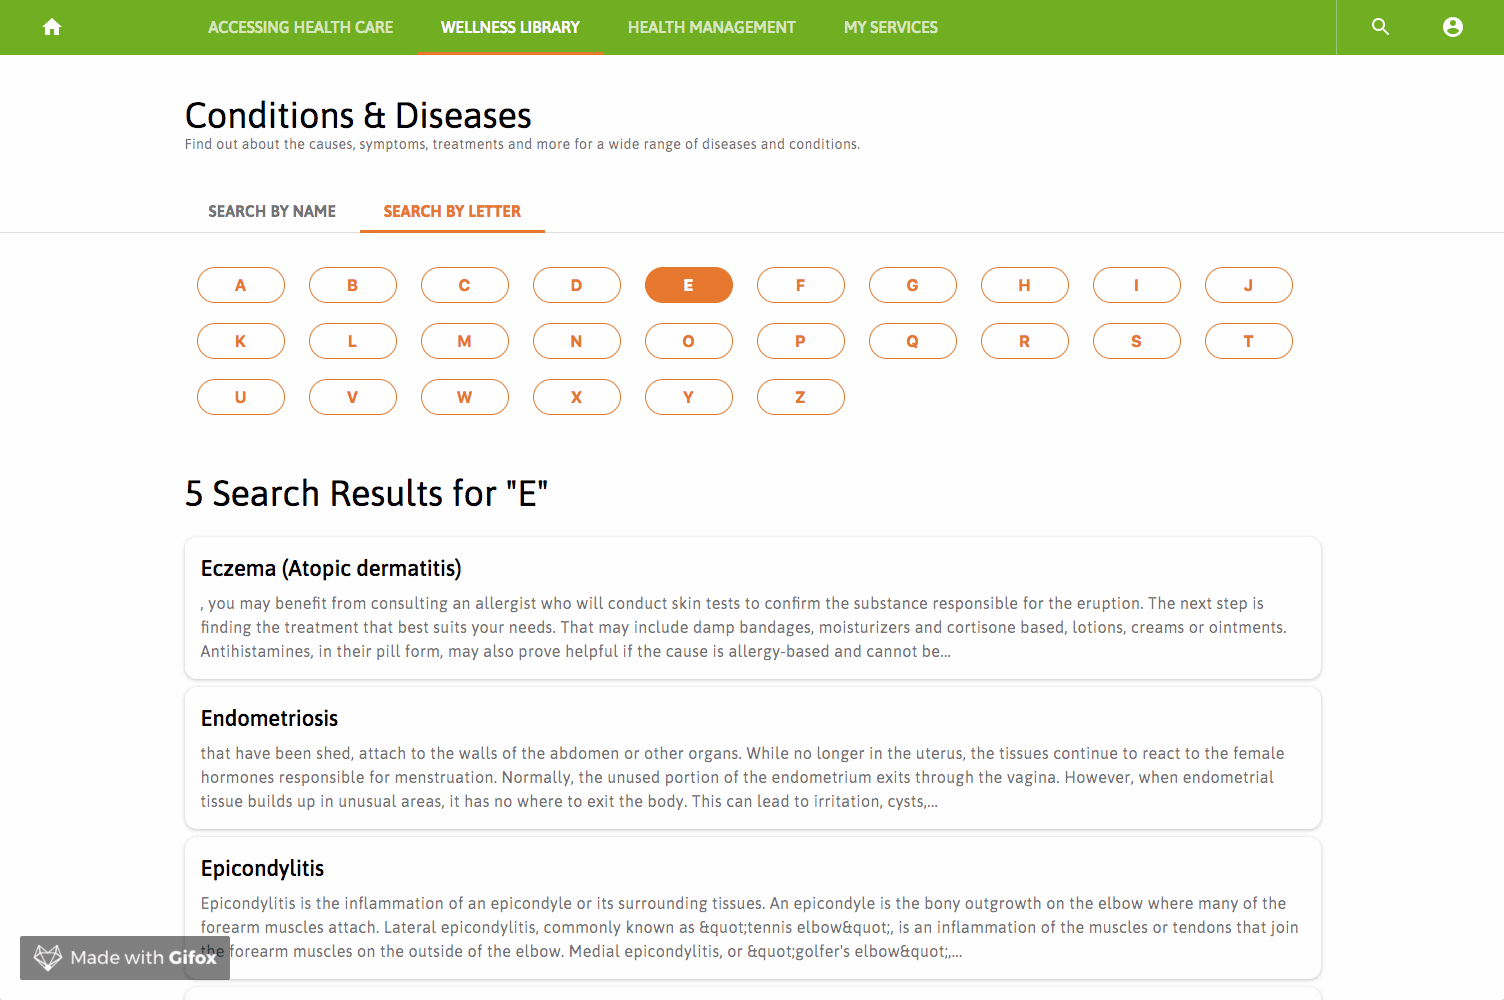 ACCESSING HEALTH CARE WELLNESS LIBRARY HEALTH MANAGEMENT MY SERVICES
Conditions & Diseases
Find out about the causes, symptoms, treatments and more for a wide range of diseases and conditions.
SEARCH BY NAME SEARCH BY LETTER
A B C D E F G H I J
K L M N O P Q R S T
U V W X Y Z
5 Search Results for "E"
Eczema (Atopic dermatitis)
, you may benefit from consulting an allergist who will conduct skin tests to confirm the substance responsible for the eruption. The next step is
finding the treatment that best suits your needs. That may include damp bandages, moisturizers and cortisone based, lotions, creams or ointments.
Antihistamines, in their pill form, may also prove helpful if the cause is allergy-based and cannot be...
Endometriosis
that have been shed, attach to the walls of the abdomen or other organs. While no longer in the uterus, the tissues continue to react to the female
hormones responsible for menstruation. Normally, the unused portion of the endometrium exits through the vagina. However, when endometrial
tissue builds up in unusual areas, it has no where to exit the body. This can lead to irritation, cysts,...
Epicondylitis
Epicondylitis is the inflammation of an epicondyle or its surrounding tissues. An epicondyle is the bony outgrowth on the elbow where many of the
forearm muscles attach. Lateral epicondylitis, commonly known as &quot;tennis elbow&quot;, is an inflammation of the muscles or tendons that join
the forearm muscles on the outside of the elbow. Medial epicondylitis, or &quot;golfer's elbow&quot;,...
Made with Gifox